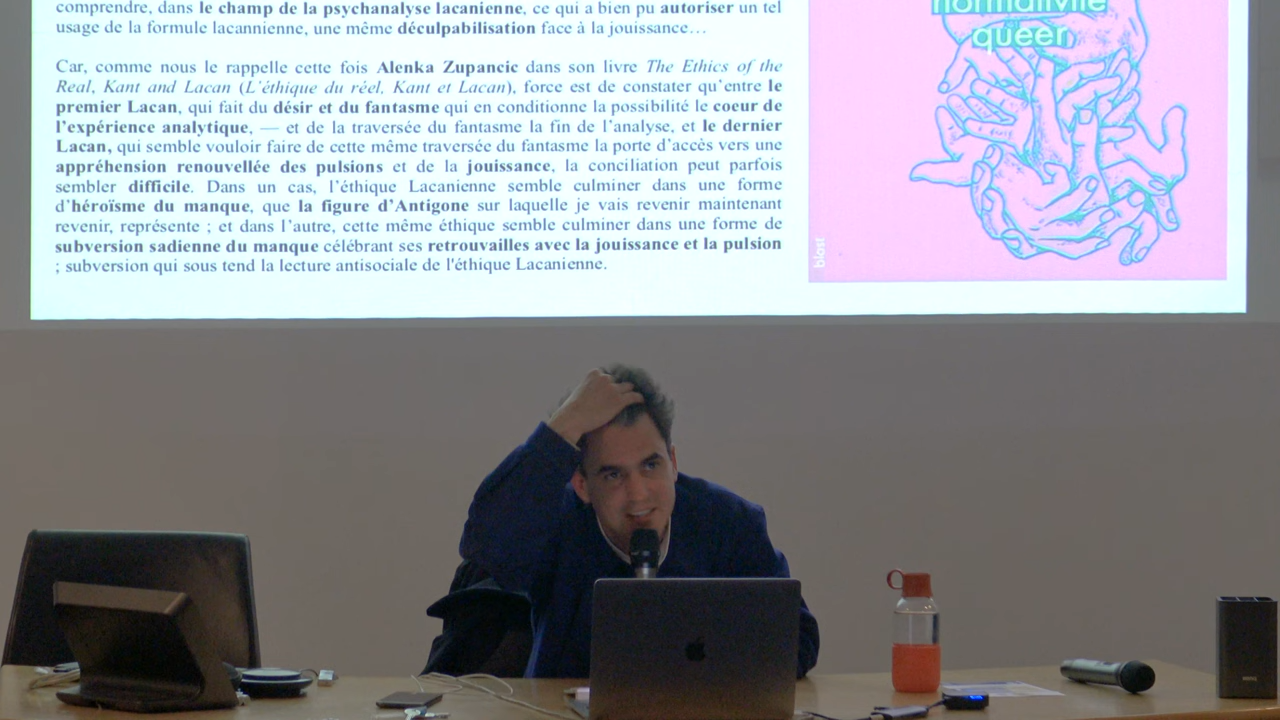 comprendre, dans le champ de la psychanalyse lacanienne, ce qui a bien pu autoriser un tel
usage de la formule lacannienne, une même déculpabilisation face à la jouissance…
Car, comme nous le rappelle cette fois Alenka Zupancic dans son livre The Ethics of the
Real, Kant and Lacan (L'éthique du réel, Kant et Lacan), force est de constater qu'entre le
premier Lacan, qui fait du désir et du fantasme qui en conditionne la possibilité le coeur de
l'expérience analytique, — et de la traversée du fantasme la fin de l'analyse, et le dernier
Lacan, qui semble vouloir faire de cette même traversée du fantasme la porte d'accès vers une
appréhension renouvellée des pulsions et de la jouissance, la conciliation peut parfois
sembler difficile. Dans un cas, l'éthique Lacanienne semble culminer dans une forme
d'héroïsme du manque, que la figure d'Antigone sur laquelle je vais revenir maintenant
revenir, représente ; et dans l'autre, cette même éthique semble culminer dans une forme de
subversion sadienne du manque célébrant ses retrouvailles avec la jouissance et la pulsion
; subversion qui sous tend la lecture antisociale de l'éthique Lacanienne.
normativité
queer
blast